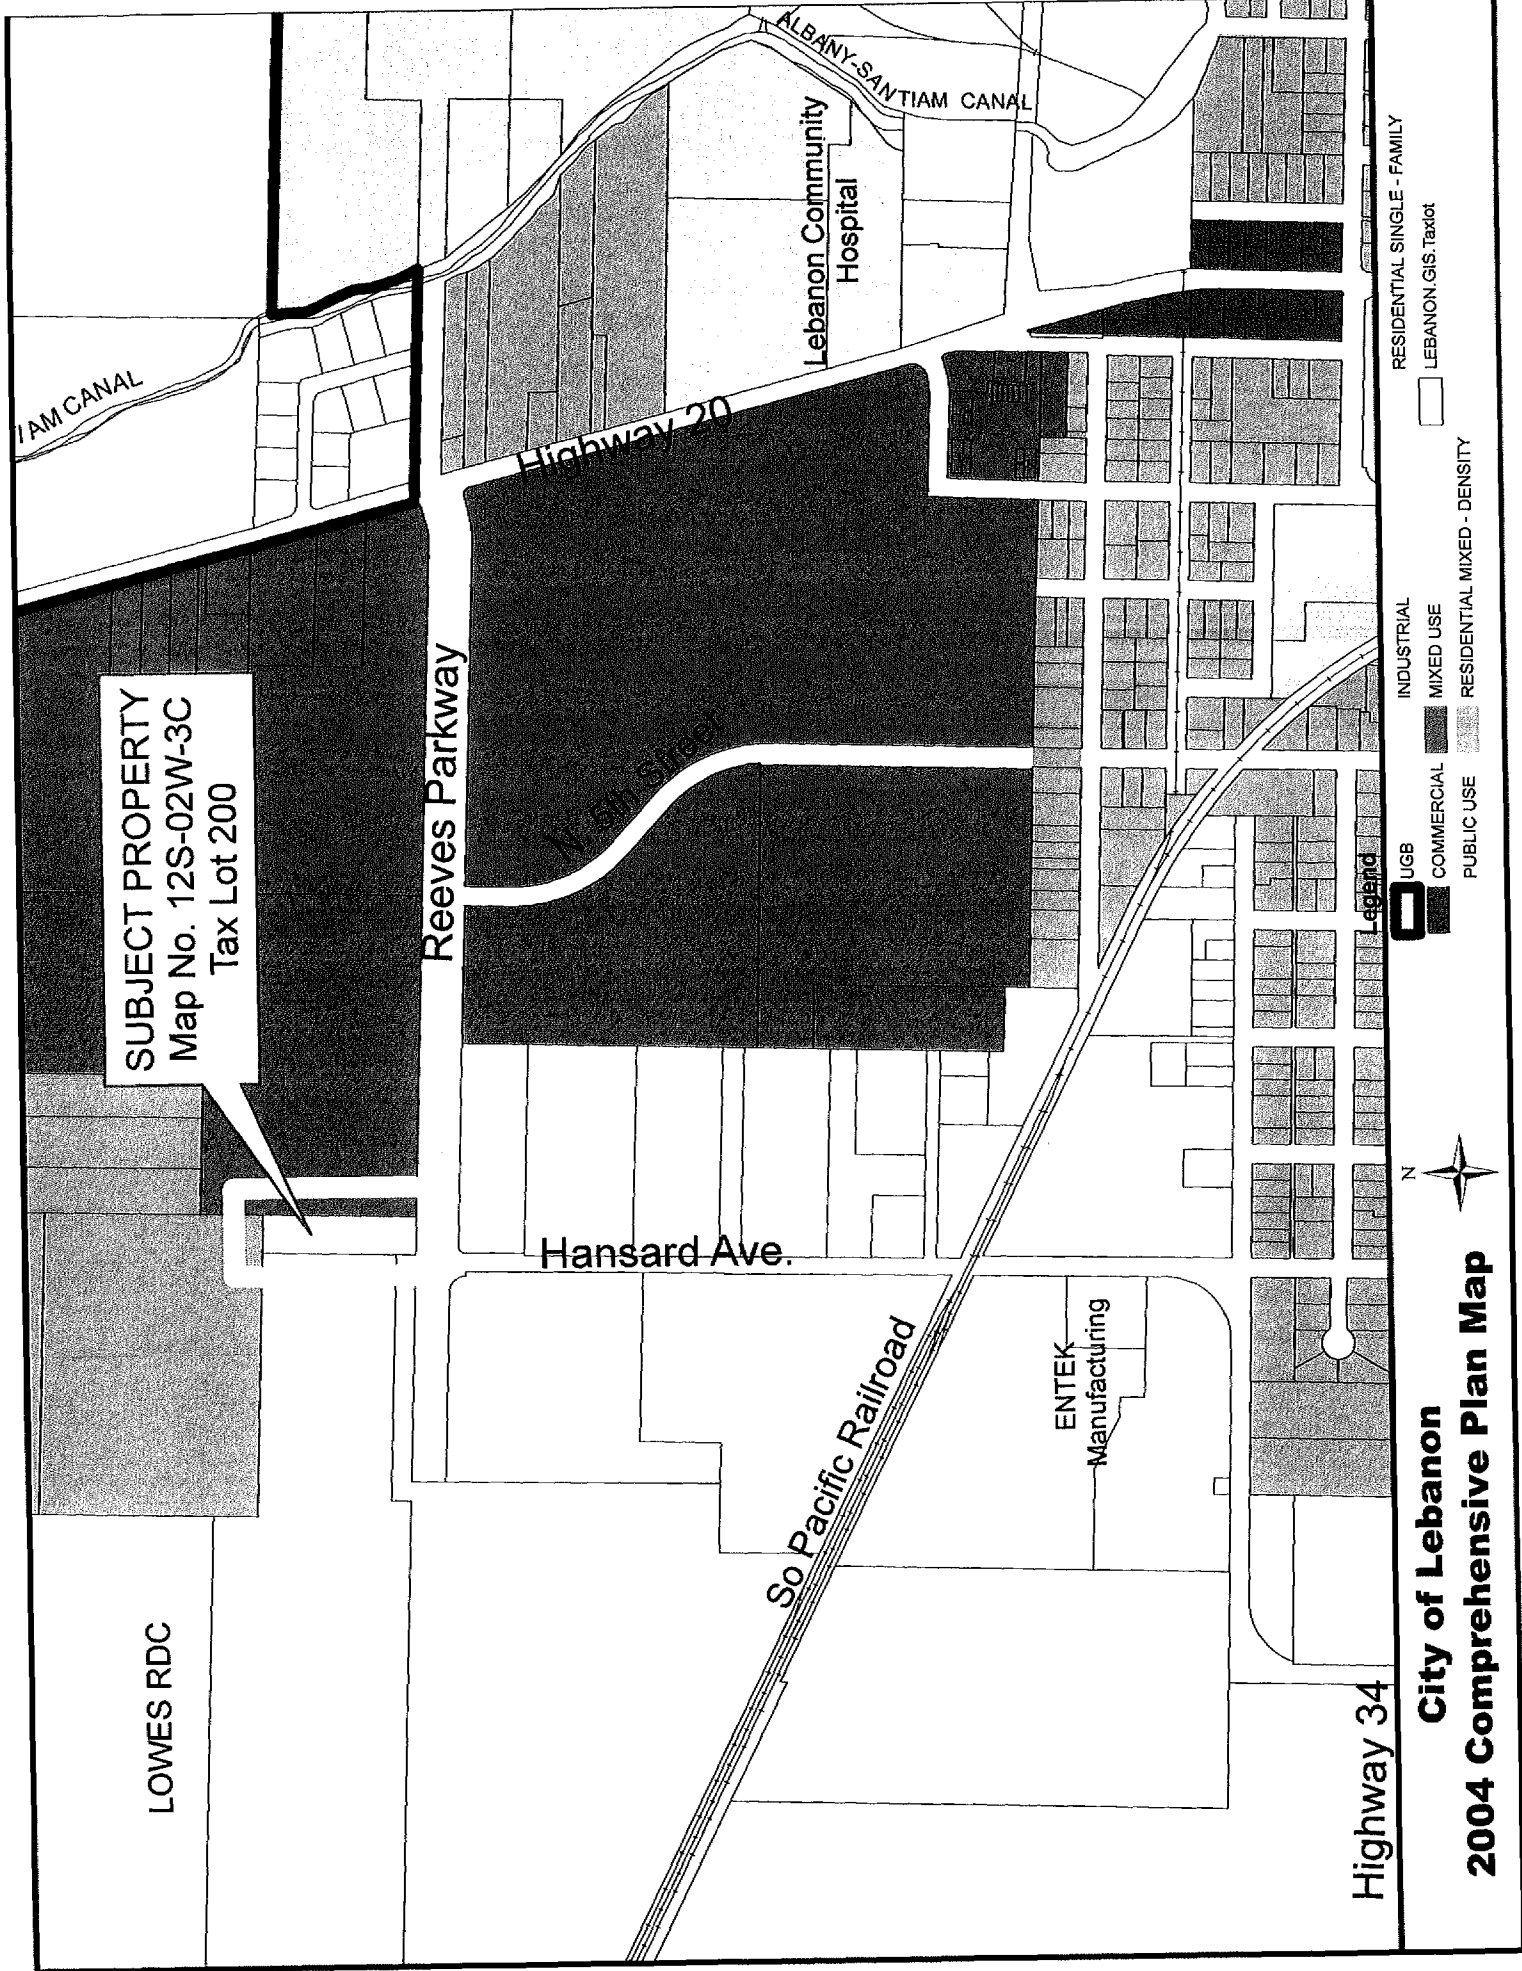 SUBJECT PROPERTY
Map No. 12S-02W-3C
Tax Lot 200
LOWES RDC
IAM CANAL
ALBANY-SANTIAM CANAL
Reeves Parkway
Highway 20
N. 5th Street
Lebanon Community
Hospital
Hansard Ave.
So Pacific Railroad
ENTEK
Manufacturing
Highway 34
City of Lebanon
2004 Comprehensive Plan Map
N
Legend
UGB
COMMERCIAL
PUBLIC USE
INDUSTRIAL
MIXED USE
RESIDENTIAL MIXED - DENSITY
RESIDENTIAL SINGLE - FAMILY
LEBANON.GIS.Taxlot